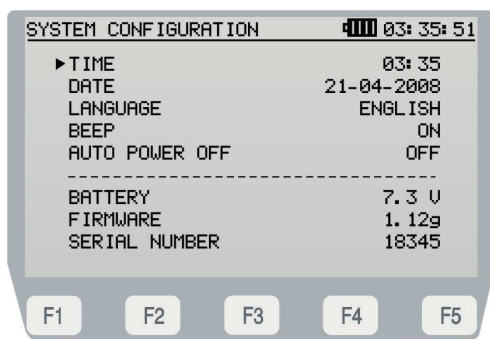 SYSTEM CONFIGURATION 03:35:51
▶TIME 03:35
DATE 21-04-2008
LANGUAGE ENGLISH
BEEP ON
AUTO POWER OFF OFF
--------------------------------
BATTERY 7.3 V
FIRMWARE 1.12g
SERIAL NUMBER 18345
F1 F2 F3 F4 F5